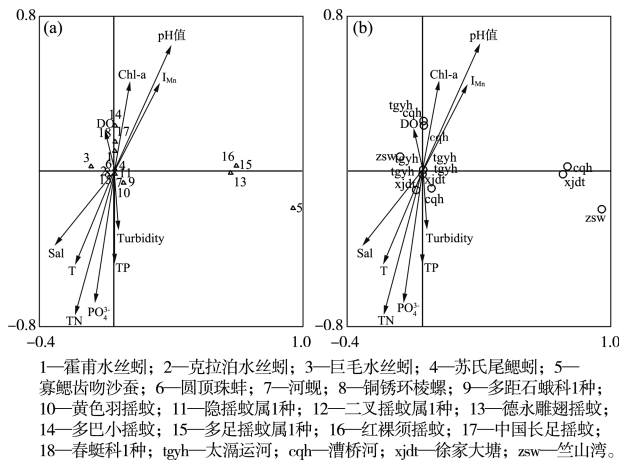 0.8
(a)
pH值
Chl-a
I_Mn
14
DO
18
17
1
3
6
4
16
15
2
11
13
15
7
9
10
5
Sal
Turbidity
T
TP
TN
PO₄³⁻
-0.8
-0.4
1.0
(b)
pH值
Chl-a
I_Mn
tgyh
cqh
DO
cqh
zsw
tgyh
tgyh
cqh
tgyh
tgyh
xjdt
xjdt
xjdt
cqh
zsw
Sal
Turbidity
T
TP
TN
PO₄³⁻
-0.4
1.0
1—霍甫水丝蚓；2—克拉泊水丝蚓；3—巨毛水丝蚓；4—苏氏尾鳃蚓；5—
寡鳃齿吻沙蚕；6—圆顶珠蚌；7—河蚬；8—铜锈环棱螺；9—多距石蛾科1种；
10—黄色羽摇蚊；11—隐摇蚊属1种；12—二叉摇蚊属1种；13—德永雕翅摇蚊；
14—多巴小摇蚊；15—多足摇蚊属1种；16—红裸须摇蚊；17—中国长足摇蚊；
18—春蜓科1种；tgyh—太滆运河；cqh—漕桥河；xjdt—徐家大塘；zsw—竺山湾。